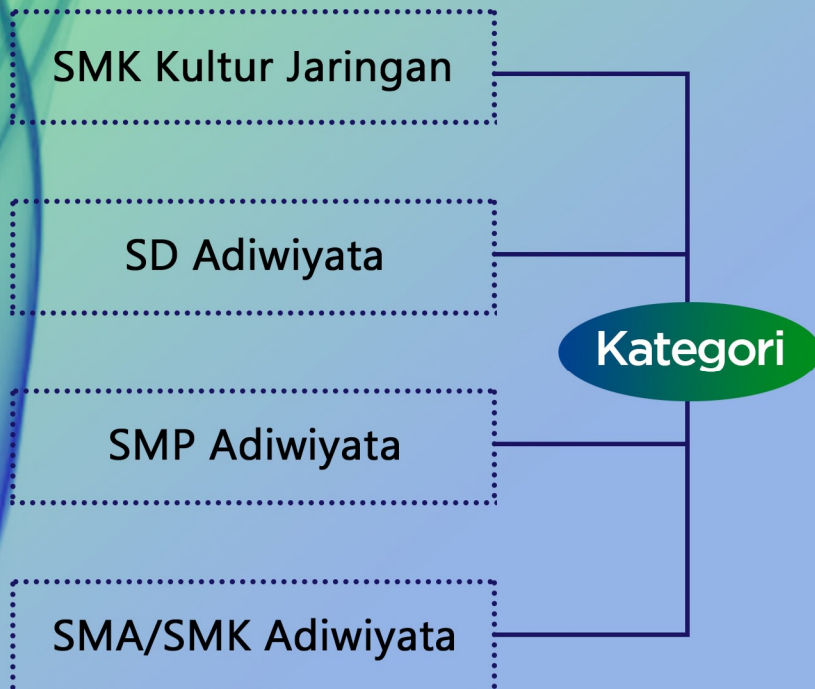 SMK Kultur Jaringan
SD Adiwiyata
Kategori
SMP Adiwiyata
SMA/SMK Adiwiyata